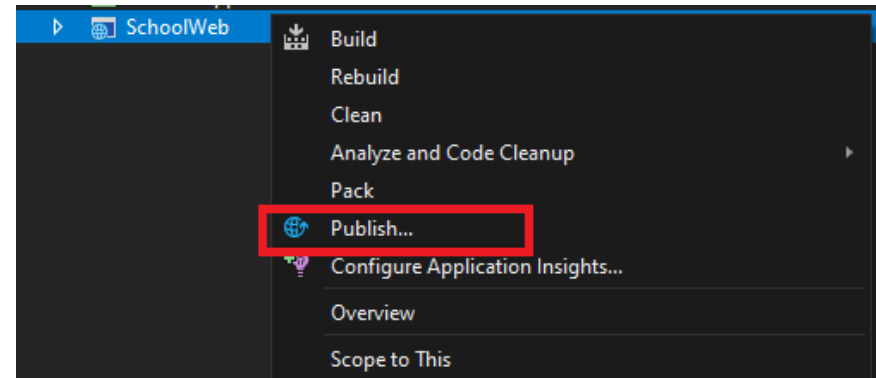 SchoolWeb
Build
Rebuild
Clean
Analyze and Code Cleanup
Pack
Publish...
Configure Application Insights...
Overview
Scope to This